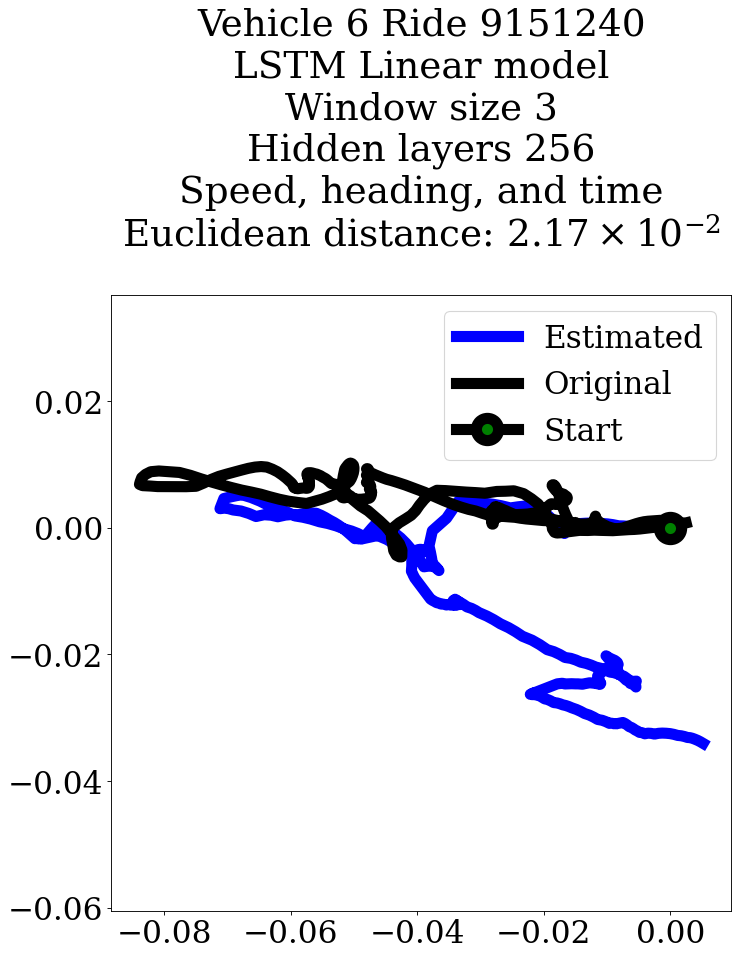 Vehicle 6 Ride 9151240
LSTM Linear model
Window size 3
Hidden layers 256
Speed, heading, and time
Euclidean distance: 2.17 × 10⁻²
Estimated
Original
Start
0.02
0.00
−0.02
−0.04
−0.06
−0.08 −0.06 −0.04 −0.02 0.00